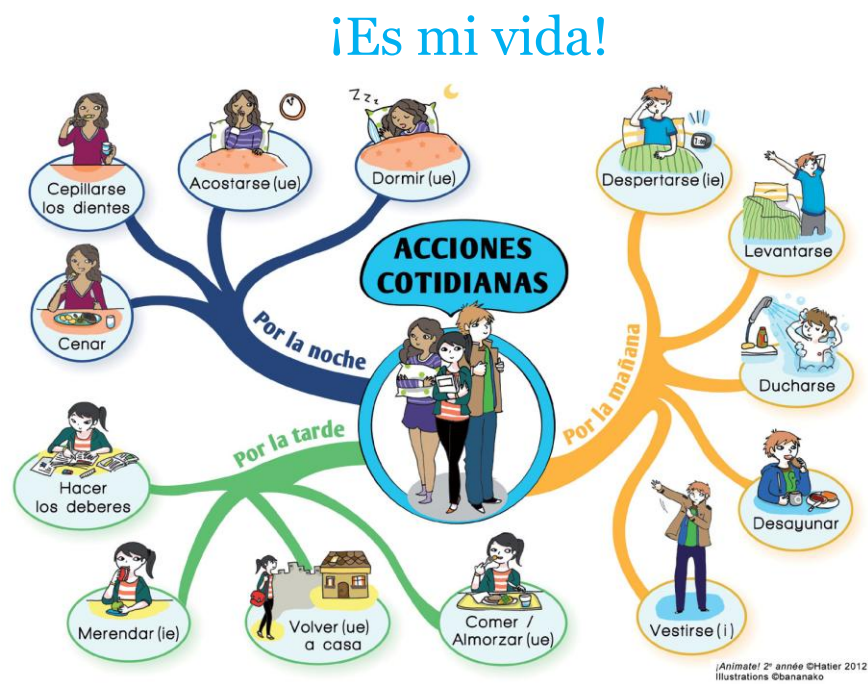 ¡Es mi vida!
ACCIONES
COTIDIANAS
Por la mañana
Despertarse (ie)
Levantarse
Ducharse
Desayunar
Vestirse (i)
Por la tarde
Comer /
Almorzar (ue)
Volver (ue)
a casa
Merendar (ie)
Hacer
los deberes
Por la noche
Cenar
Cepillarse
los dientes
Acostarse (ue)
Dormir (ue)
Zzz
¡Animate! 2ᵉ année ©Hatier 2012
Illustrations ©bananako